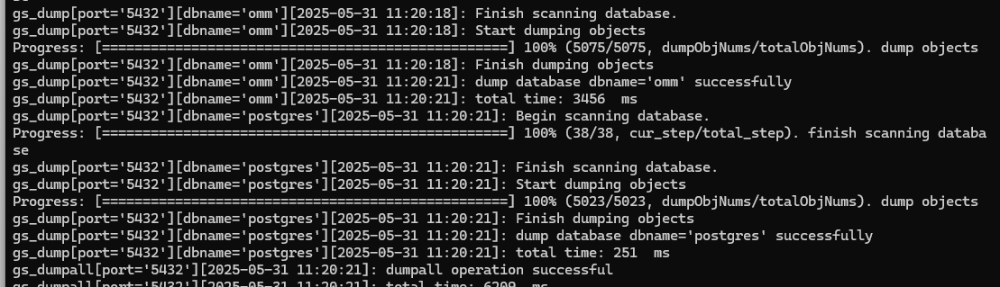 gs_dump[port='5432'][dbname='omm'][2025-05-31 11:20:18]: Finish scanning database.
gs_dump[port='5432'][dbname='omm'][2025-05-31 11:20:18]: Start dumping objects
Progress: [==================================================] 100% (5075/5075, dumpObjNums/totalObjNums). dump objects
gs_dump[port='5432'][dbname='omm'][2025-05-31 11:20:18]: Finish dumping objects
gs_dump[port='5432'][dbname='omm'][2025-05-31 11:20:21]: dump database dbname='omm' successfully
gs_dump[port='5432'][dbname='omm'][2025-05-31 11:20:21]: total time: 3456  ms
gs_dump[port='5432'][dbname='postgres'][2025-05-31 11:20:21]: Begin scanning database.
Progress: [==================================================] 100% (38/38, cur_step/total_step). finish scanning databa
se
gs_dump[port='5432'][dbname='postgres'][2025-05-31 11:20:21]: Finish scanning database.
gs_dump[port='5432'][dbname='postgres'][2025-05-31 11:20:21]: Start dumping objects
Progress: [==================================================] 100% (5023/5023, dumpObjNums/totalObjNums). dump objects
gs_dump[port='5432'][dbname='postgres'][2025-05-31 11:20:21]: Finish dumping objects
gs_dump[port='5432'][dbname='postgres'][2025-05-31 11:20:21]: dump database dbname='postgres' successfully
gs_dump[port='5432'][dbname='postgres'][2025-05-31 11:20:21]: total time: 251  ms
gs_dumpall[port='5432'][2025-05-31 11:20:21]: dumpall operation successful
gs_dumpall[port='5432'][2025-05-31 11:20:21]: total time: 6209  ms